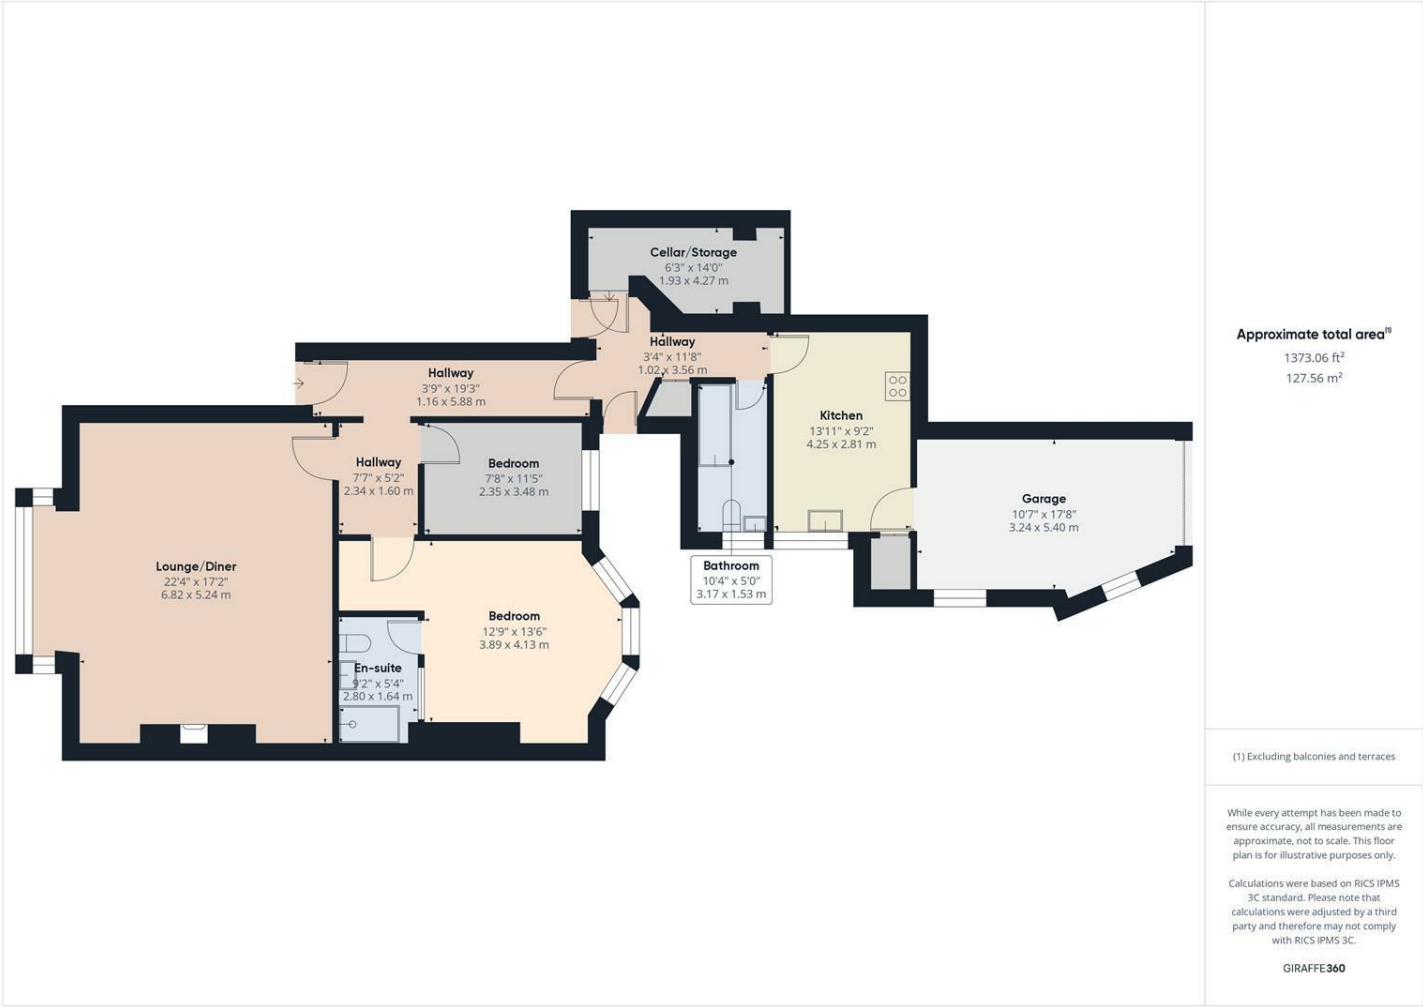 Cellar/Storage
6'3" x 14'0"
1.93 x 4.27 m
Hallway
3'4" x 11'8"
1.02 x 3.56 m
Hallway
3'9" x 19'3"
1.16 x 5.88 m
Kitchen
13'11" x 9'2"
4.25 x 2.81 m
Hallway
7'7" x 5'2"
2.34 x 1.60 m
Bedroom
7'8" x 11'5"
2.35 x 3.48 m
Garage
10'7" x 17'8"
3.24 x 5.40 m
Lounge/Diner
22'4" x 17'2"
6.82 x 5.24 m
Bathroom
10'4" x 5'0"
3.17 x 1.53 m
Bedroom
12'9" x 13'6"
3.89 x 4.13 m
En-suite
9'2" x 5'4"
2.80 x 1.64 m
Approximate total area(1)
1373.06 ft²
127.56 m²
(1) Excluding balconies and terraces
While every attempt has been made to
ensure accuracy, all measurements are
approximate, not to scale. This floor
plan is for illustrative purposes only.
Calculations were based on RICS IPMS
3C standard. Please note that
calculations were adjusted by a third
party and therefore may not comply
with RICS IPMS 3C.
GIRAFFE360